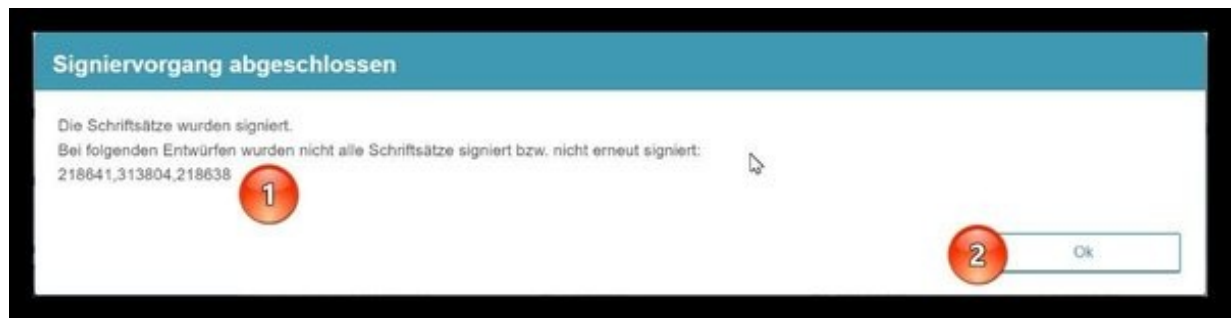 Signiervorgang abgeschlossen
Die Schriftsätze wurden signiert.
Bei folgenden Entwürfen wurden nicht alle Schriftsätze signiert bzw. nicht erneut signiert:
218641,313804,218638
1
2
Ok